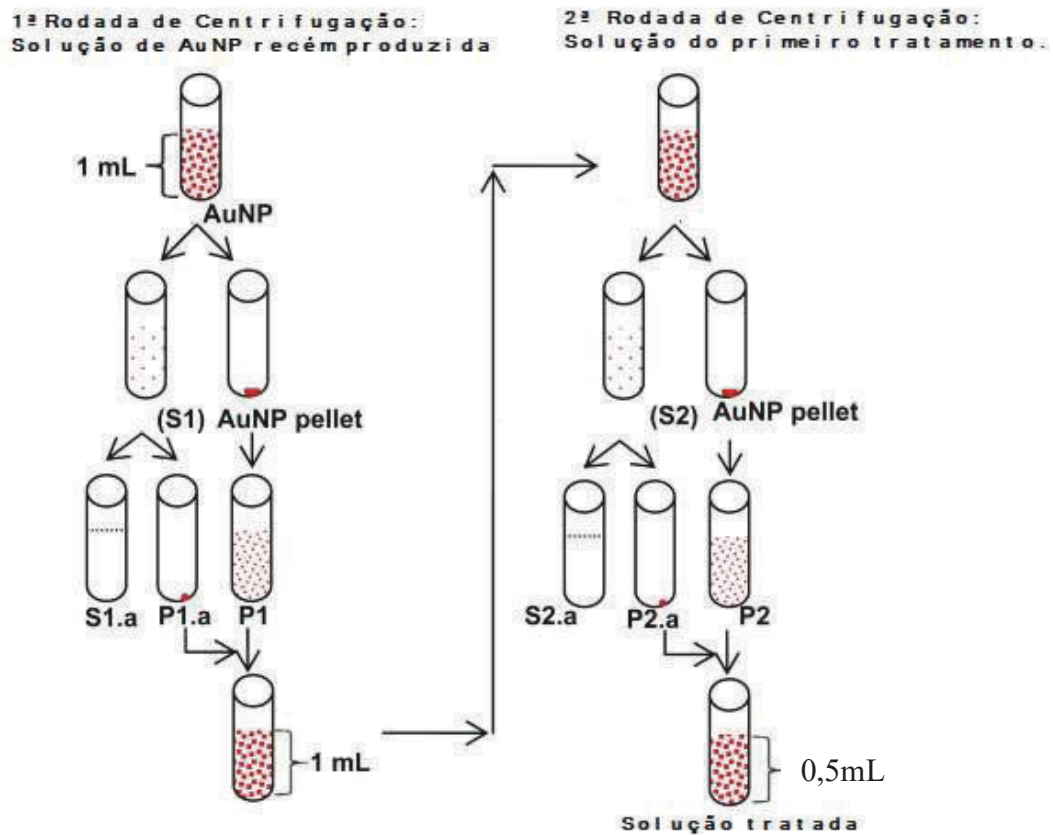 1ª Rodada de Centrifugação:
Solução de AuNP recém produzida
1 mL
AuNP
(S1) AuNP pellet
S1.a P1.a P1
1 mL
2ª Rodada de Centrifugação:
Solução do primeiro tratamento.
(S2) AuNP pellet
S2.a P2.a P2
0,5mL
Solução tratada